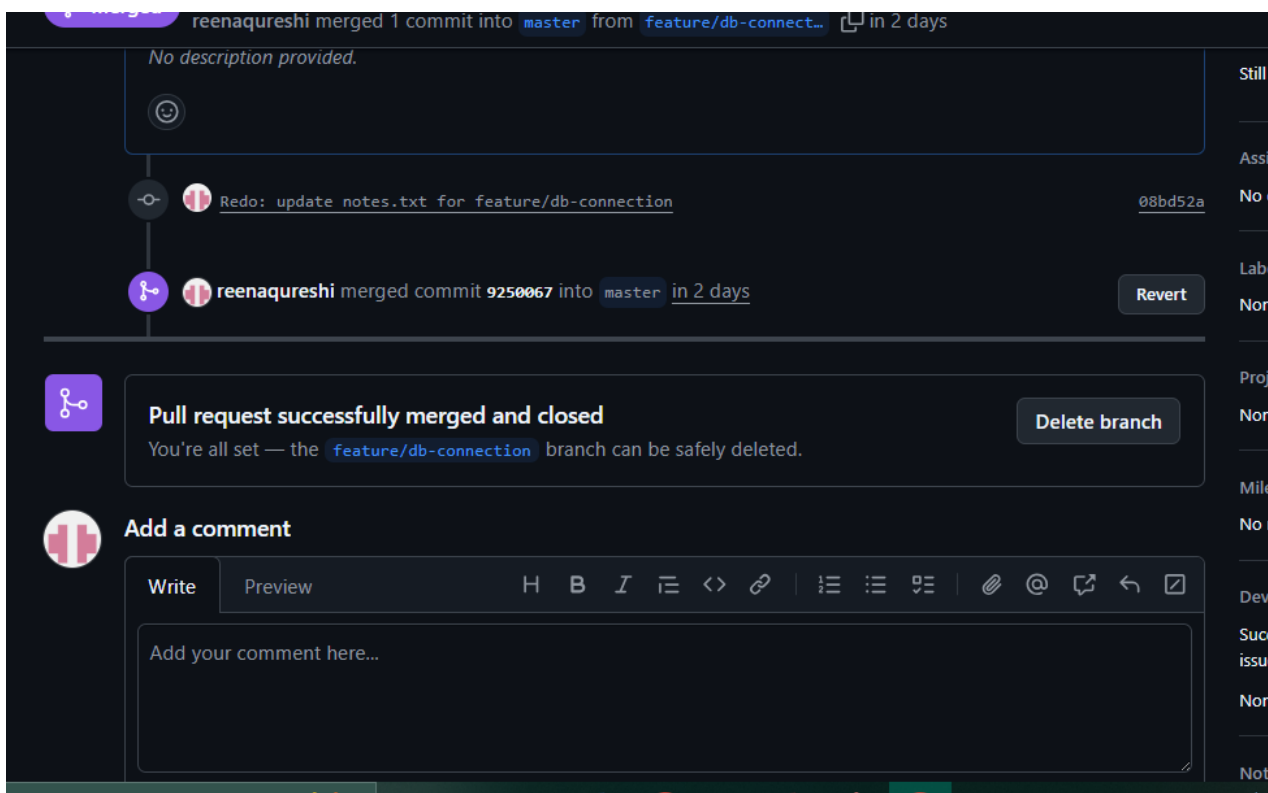 merged
reenaqureshi merged 1 commit into master from feature/db-connect… in 2 days
No description provided.
Still
Assi
Redo: update notes.txt for feature/db-connection 08bd52a
No
Lab
reenaqureshi merged commit 9250067 into master in 2 days
Revert
Nor
Proj
Pull request successfully merged and closed
Delete branch
Nor
You're all set — the feature/db-connection branch can be safely deleted.
Mile
Add a comment
No
Write Preview
Dev
Succ
Add your comment here...
issu
Nor
Not